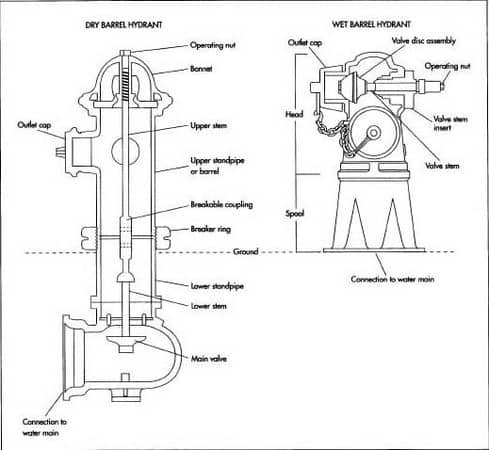 DRY BARREL HYDRANT
Operating nut
Bonnet
Outlet cap
Upper stem
Upper standpipe
or barrel
Breakable coupling
Breaker ring
Ground
Lower standpipe
Lower stem
Main valve
Connection to
water main
WET BARREL HYDRANT
Outlet cap
Valve disc assembly
Operating nut
Head
Valve stem
insert
Valve stem
Spool
Connection to water main